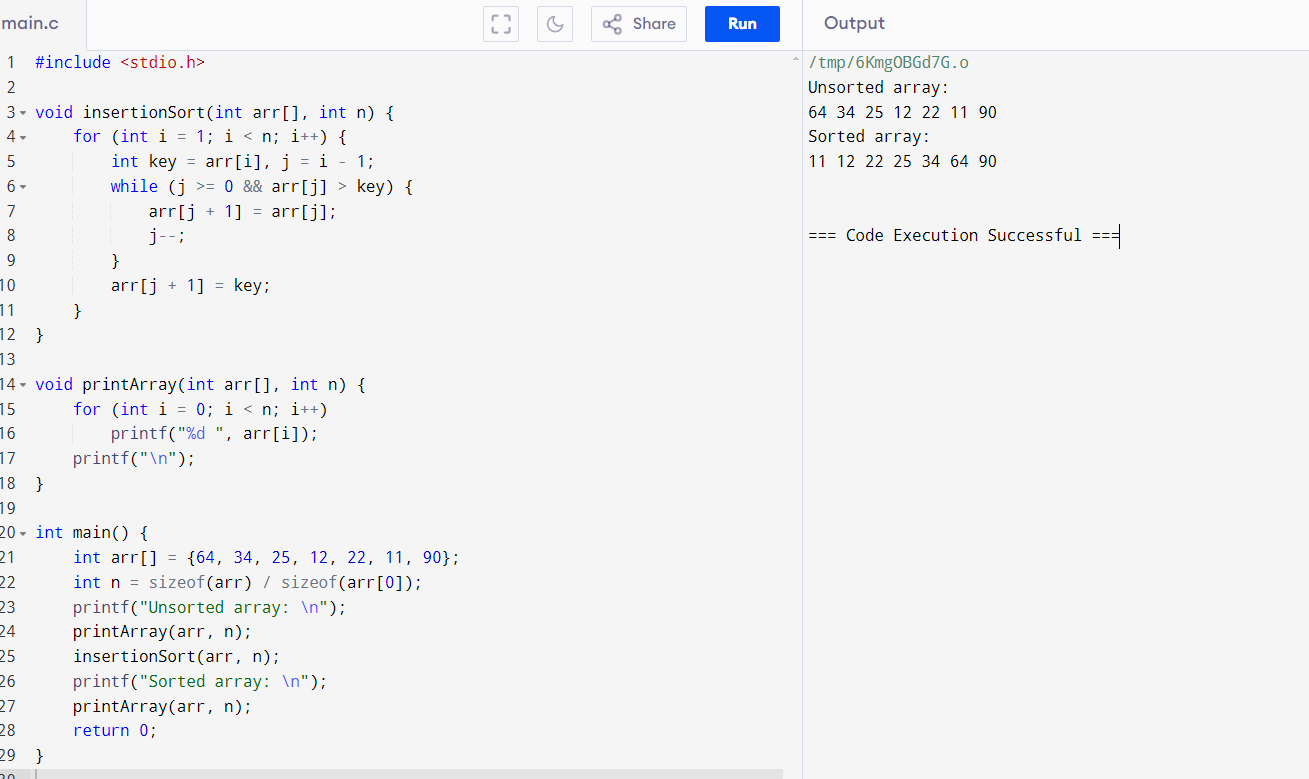 main.c
Share
Run
Output
1 #include <stdio.h>
2
3 void insertionSort(int arr[], int n) {
4     for (int i = 1; i < n; i++) {
5         int key = arr[i], j = i - 1;
6         while (j >= 0 && arr[j] > key) {
7             arr[j + 1] = arr[j];
8             j--;
9         }
10         arr[j + 1] = key;
11     }
12 }
13
14 void printArray(int arr[], int n) {
15     for (int i = 0; i < n; i++)
16         printf("%d ", arr[i]);
17     printf("\n");
18 }
19
20 int main() {
21     int arr[] = {64, 34, 25, 12, 22, 11, 90};
22     int n = sizeof(arr) / sizeof(arr[0]);
23     printf("Unsorted array: \n");
24     printArray(arr, n);
25     insertionSort(arr, n);
26     printf("Sorted array: \n");
27     printArray(arr, n);
28     return 0;
29 }
30
/tmp/6KmgOBGd7G.o
Unsorted array:
64 34 25 12 22 11 90
Sorted array:
11 12 22 25 34 64 90
=== Code Execution Successful ===